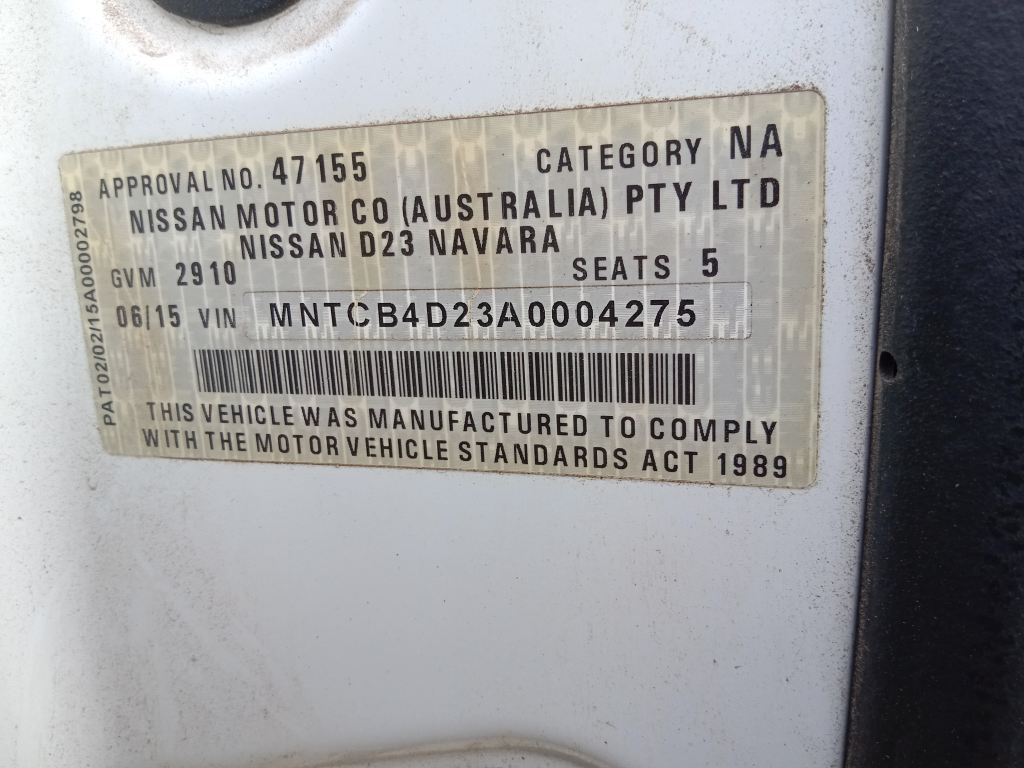 APPROVAL NO. 47155 CATEGORY NA
NISSAN MOTOR CO (AUSTRALIA) PTY LTD
NISSAN D23 NAVARA
GVM 2910 SEATS 5
06/15 VIN MNTCB4D23A0004275
THIS VEHICLE WAS MANUFACTURED TO COMPLY
WITH THE MOTOR VEHICLE STANDARDS ACT 1989
PAT02/02/15A00002798